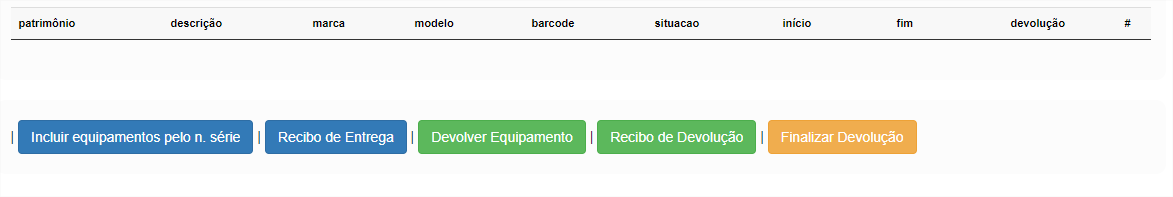 patrimônio descrição marca modelo barcode situacao início fim devolução #
| Incluir equipamentos pelo n. série | Recibo de Entrega | Devolver Equipamento | Recibo de Devolução | Finalizar Devolução